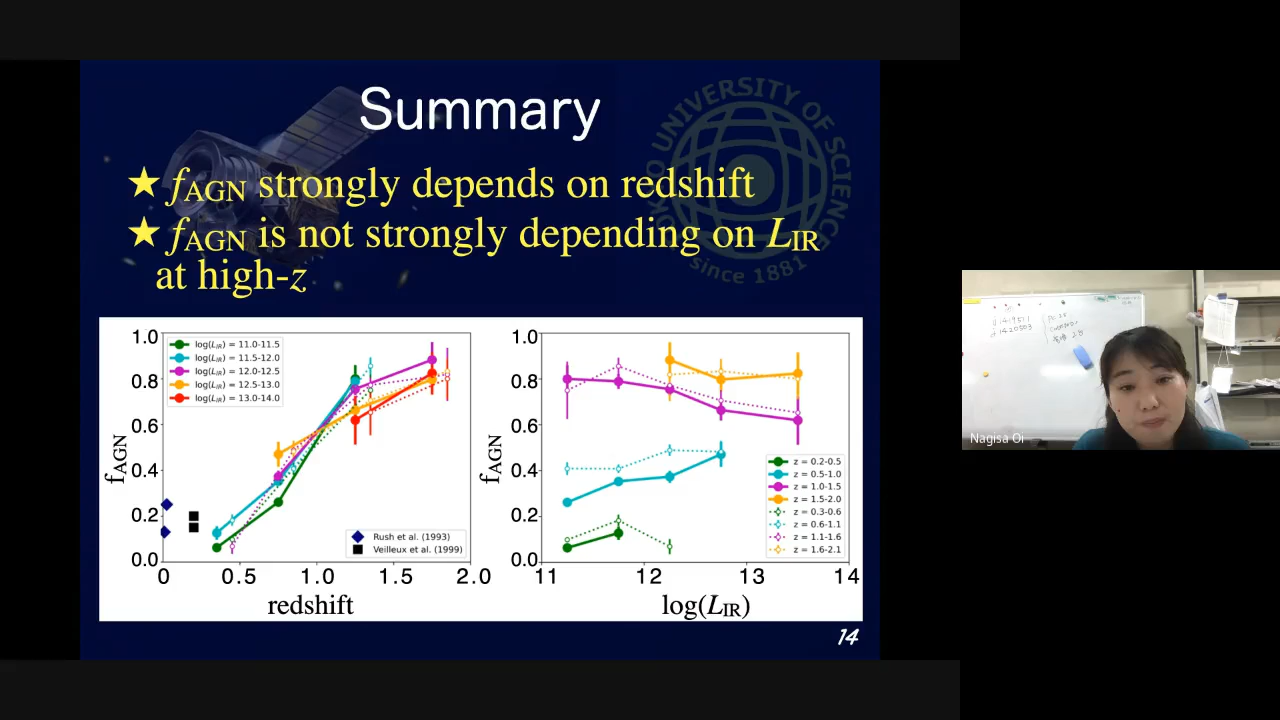 Summary
TOKYO UNIVERSITY OF SCIENCE
since 1881
★ fAGN strongly depends on redshift
★ fAGN is not strongly depending on LIR
at high-z
fAGN
1.0
0.8
0.6
0.4
0.2
0.0
log(LIR) = 11.0-11.5
log(LIR) = 11.5-12.0
log(LIR) = 12.0-12.5
log(LIR) = 12.5-13.0
log(LIR) = 13.0-14.0
Rush et al. (1993)
Veilleux et al. (1999)
0 0.5 1.0 1.5 2.0
redshift
fAGN
1.0
0.8
0.6
0.4
0.2
0.0
z = 0.2-0.5
z = 0.5-1.0
z = 1.0-1.5
z = 1.5-2.0
z = 0.3-0.6
z = 0.6-1.1
z = 1.1-1.6
z = 1.6-2.1
11 12 13 14
log(LIR)
14
Nagisa Oi